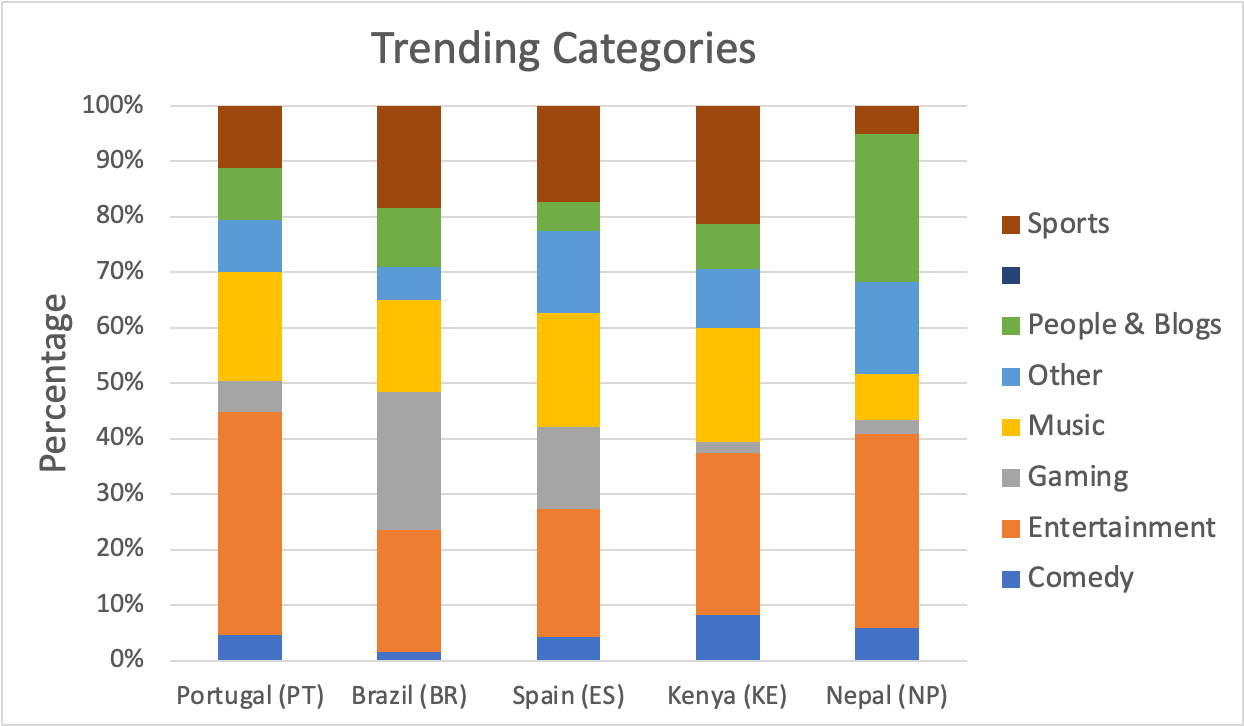 Trending Categories
Percentage
100%
90%
80%
70%
60%
50%
40%
30%
20%
10%
0%
Portugal (PT) Brazil (BR) Spain (ES) Kenya (KE) Nepal (NP)
Sports
People & Blogs
Other
Music
Gaming
Entertainment
Comedy